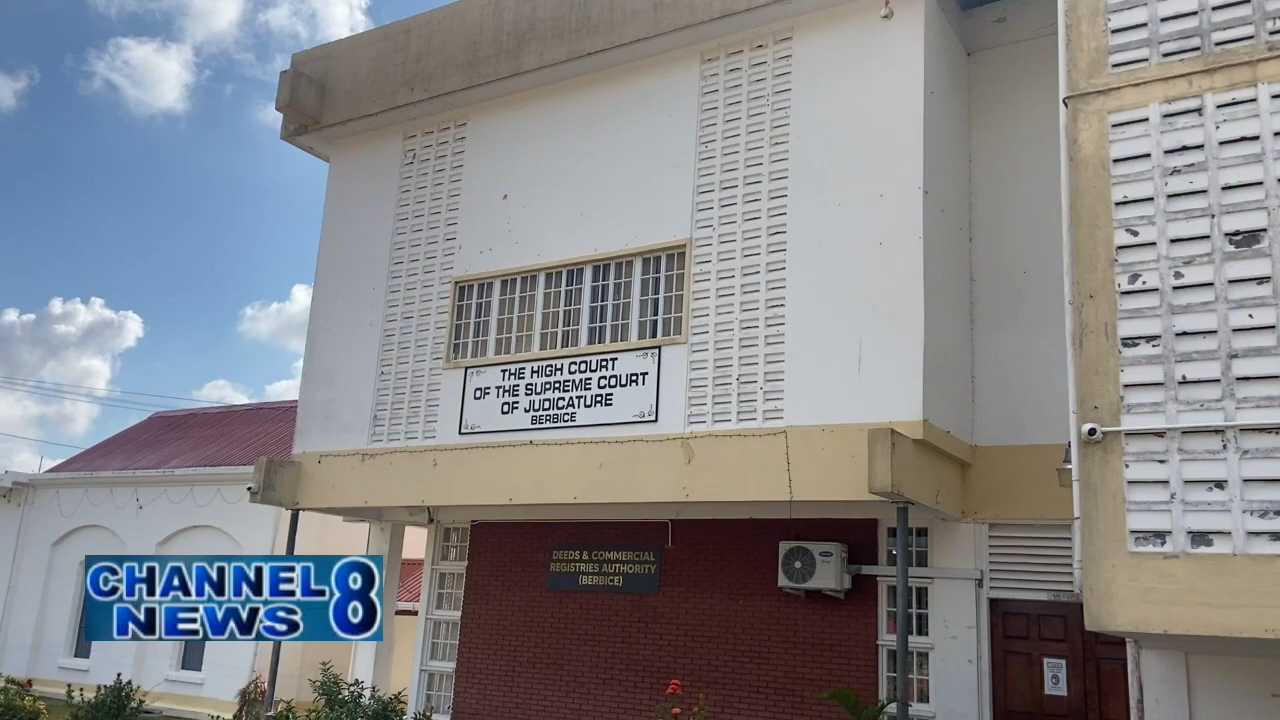 THE HIGH COURT
OF THE SUPREME COURT
OF JUDICATURE
BERBICE
DEEDS & COMMERCIAL
REGISTRIES AUTHORITY
(BERBICE)
CHANNEL 8
NEWS